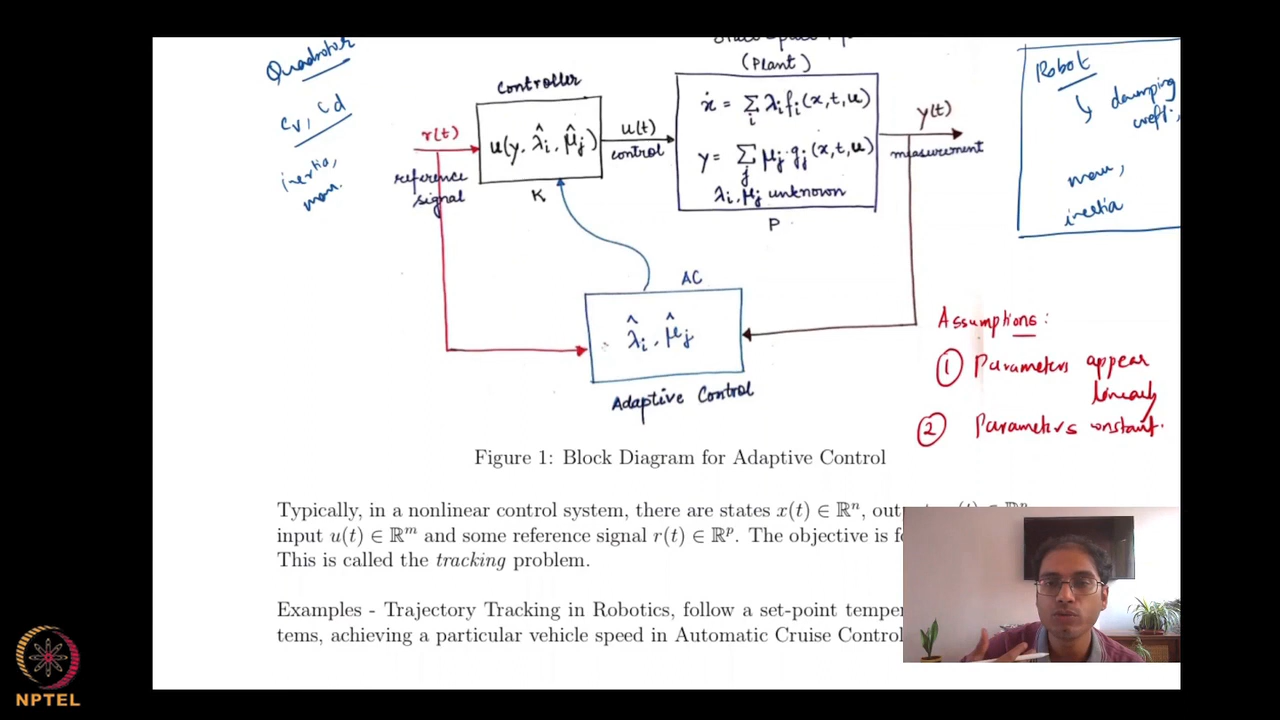 Quadrotor
Cv, Cd
inertia,
mass.
r(t)
reference
signal
Controller
u(y, λ̂i, μ̂j)
K
u(t)
control
(Plant)
ẋ = Σi λi fi(x,t,u)
y = Σj μj gj(x,t,u)
λi, μj unknown
P
y(t)
measurement
Robot
damping
coeff.,
mass,
inertia
AC
λ̂i, μ̂j
Adaptive Control
Assumptions:
① Parameters appear
linearly
② Parameters constant.
Figure 1: Block Diagram for Adaptive Control
Typically, in a nonlinear control system, there are states x(t) ∈ ℝⁿ,
input u(t) ∈ ℝᵐ and some reference signal r(t) ∈ ℝᵖ. The objective is
This is called the tracking problem.
Examples - Trajectory Tracking in Robotics, follow a set-point
tems, achieving a particular vehicle speed in Automatic Cruise Control
NPTEL